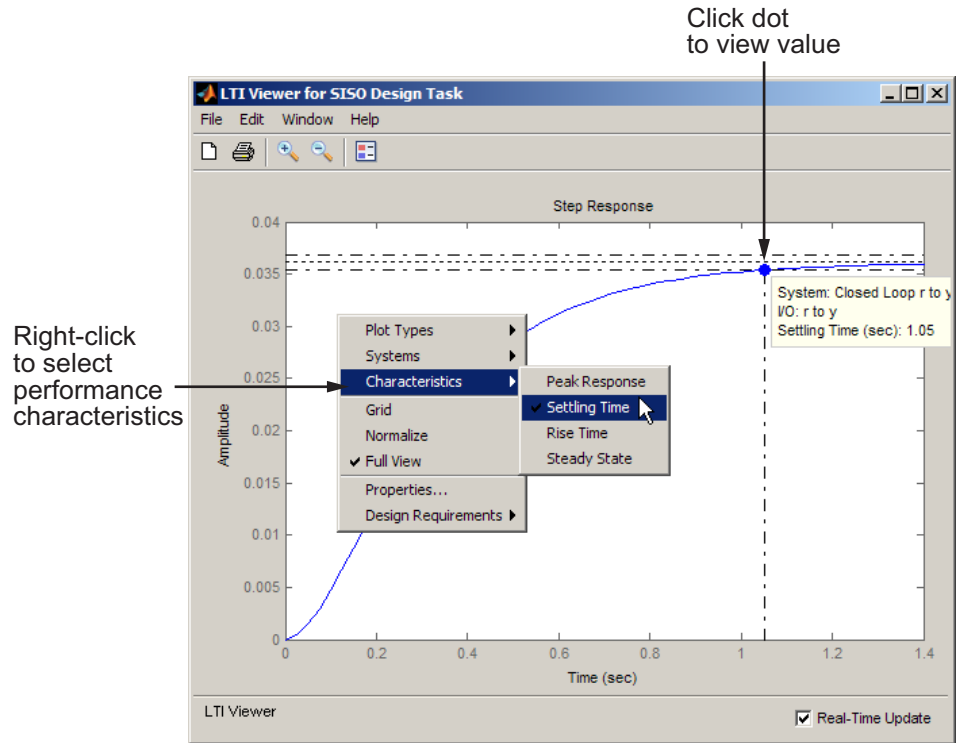 Click dot
to view value
LTI Viewer for SISO Design Task
File Edit Window Help
Step Response
0.04
0.035
0.03
0.025
0.02
0.015
0.01
0.005
0
Amplitude
System: Closed Loop r to y
I/O: r to y
Settling Time (sec): 1.05
Right-click
to select
performance
characteristics
Plot Types
Systems
Characteristics
Grid
Normalize
Full View
Properties...
Design Requirements
Peak Response
Settling Time
Rise Time
Steady State
0 0.2 0.4 0.6 0.8 1 1.2 1.4
Time (sec)
LTI Viewer
Real-Time Update